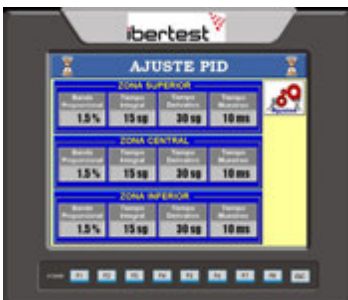 ibertest
AJUSTE PID
ZONA SUPERIOR
Banda Proporcional Tiempo Integral Tiempo Derivativo Tiempo Muestreo
1.5% 15 sg 30 sg 10 ms
ZONA CENTRAL
Banda Proporcional Tiempo Integral Tiempo Derivativo Tiempo Muestreo
1.5% 15 sg 30 sg 10 ms
ZONA INFERIOR
Banda Proporcional Tiempo Integral Tiempo Derivativo Tiempo Muestreo
1.5% 15 sg 30 sg 10 ms
F1 F2 F3 F4 F5 F6 F7 F8 ESC